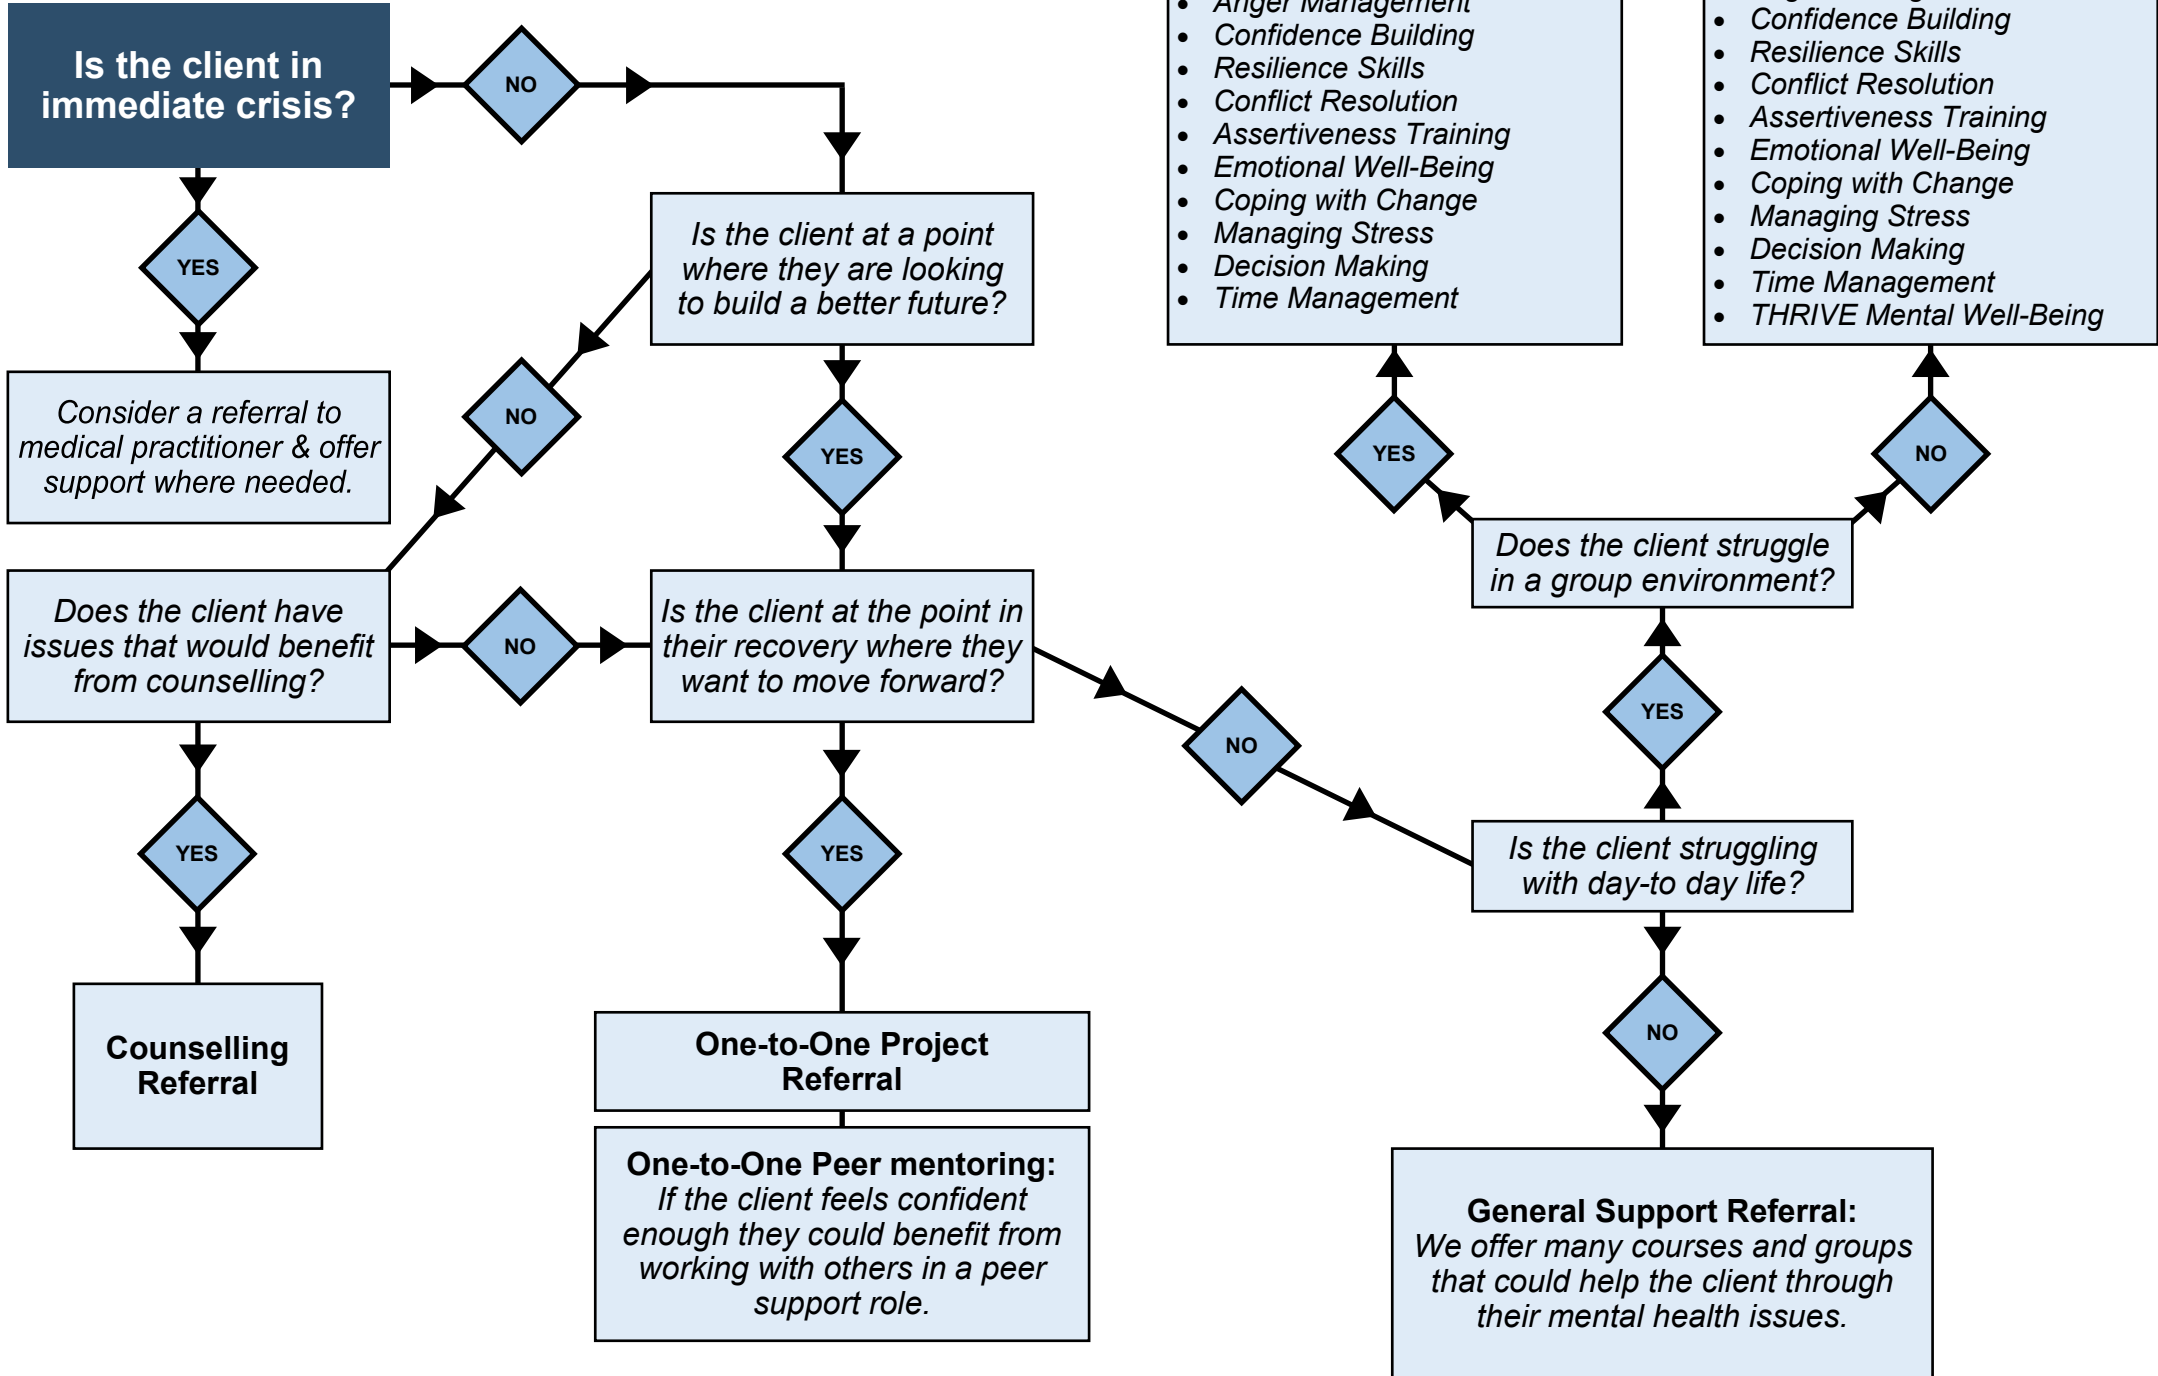 Is the client in
immediate crisis?
NO
YES
Consider a referral to
medical practitioner & offer
support where needed.
Is the client at a point
where they are looking
to build a better future?
NO
YES
Does the client have
issues that would benefit
from counselling?
NO
YES
Counselling
Referral
Is the client at the point in
their recovery where they
want to move forward?
YES
NO
One-to-One Project
Referral
One-to-One Peer mentoring:
If the client feels confident
enough they could benefit from
working with others in a peer
support role.
• Anger Management
• Confidence Building
• Resilience Skills
• Conflict Resolution
• Assertiveness Training
• Emotional Well-Being
• Coping with Change
• Managing Stress
• Decision Making
• Time Management
• Confidence Building
• Resilience Skills
• Conflict Resolution
• Assertiveness Training
• Emotional Well-Being
• Coping with Change
• Managing Stress
• Decision Making
• Time Management
• THRIVE Mental Well-Being
YES
NO
Does the client struggle
in a group environment?
YES
Is the client struggling
with day-to day life?
NO
General Support Referral:
We offer many courses and groups
that could help the client through
their mental health issues.